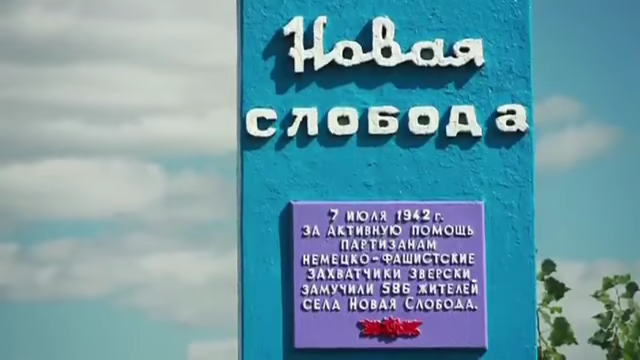 Новая
слобода
7 июля 1942 г.
ЗА АКТИВНУЮ ПОМОЩЬ
ПАРТИЗАНАМ
НЕМЕЦКО-ФАШИСТСКИЕ
ЗАХВАТЧИКИ ЗВЕРСКИ
ЗАМУЧИЛИ 586 ЖИТЕЛЕЙ
СЕЛА НОВАЯ СЛОБОДА.